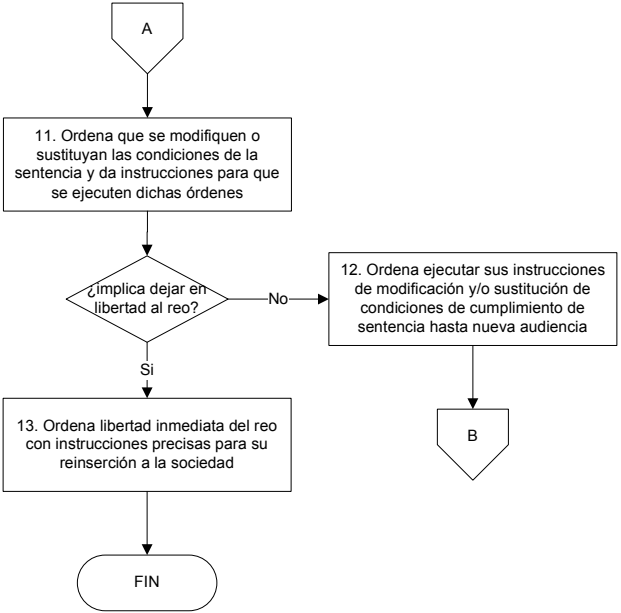 A
11. Ordena que se modifiquen o
sustituyan las condiciones de la
sentencia y da instrucciones para que
se ejecuten dichas órdenes
¿implica dejar en
libertad al reo?
No
12. Ordena ejecutar sus instrucciones
de modificación y/o sustitución de
condiciones de cumplimiento de
sentencia hasta nueva audiencia
Si
13. Ordena libertad inmediata del reo
con instrucciones precisas para su
reinserción a la sociedad
B
FIN